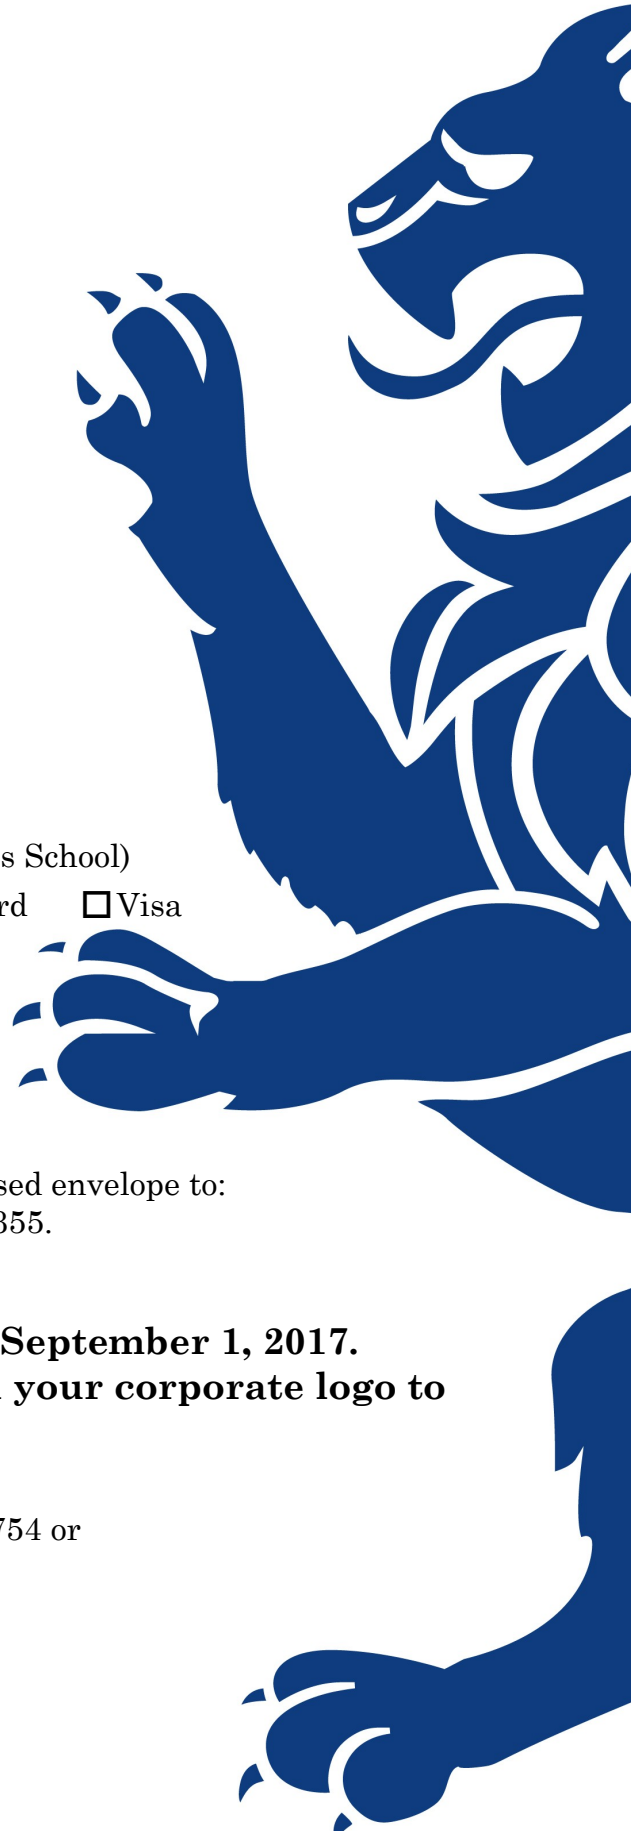 s School)
rd ☐ Visa
sed envelope to:
355.
September 1, 2017.
your corporate logo to
754 or